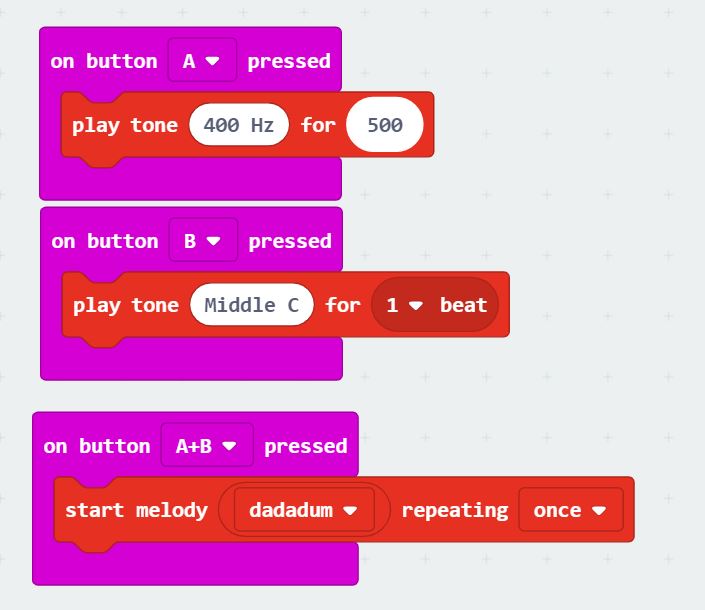 on button A pressed
play tone 400 Hz for 500
on button B pressed
play tone Middle C for 1 beat
on button A+B pressed
start melody dadadum repeating once